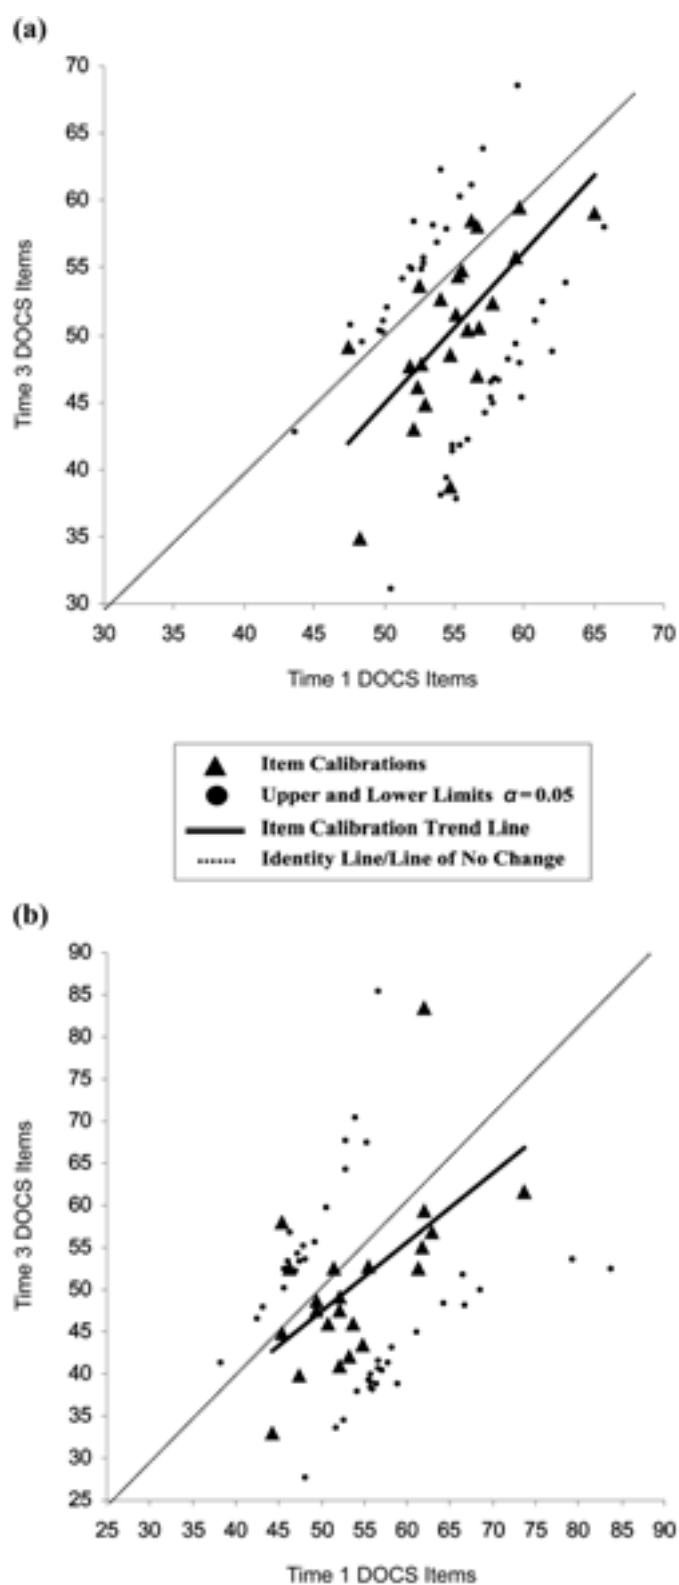 (a)
70
65
60
55
50
45
40
35
30
Time 3 DOCS Items
30 35 40 45 50 55 60 65 70
Time 1 DOCS Items
Item Calibrations
Upper and Lower Limits α=0.05
Item Calibration Trend Line
Identity Line/Line of No Change
(b)
90
85
80
75
70
65
60
55
50
45
40
35
30
25
Time 3 DOCS Items
25 30 35 40 45 50 55 60 65 70 75 80 85 90
Time 1 DOCS Items